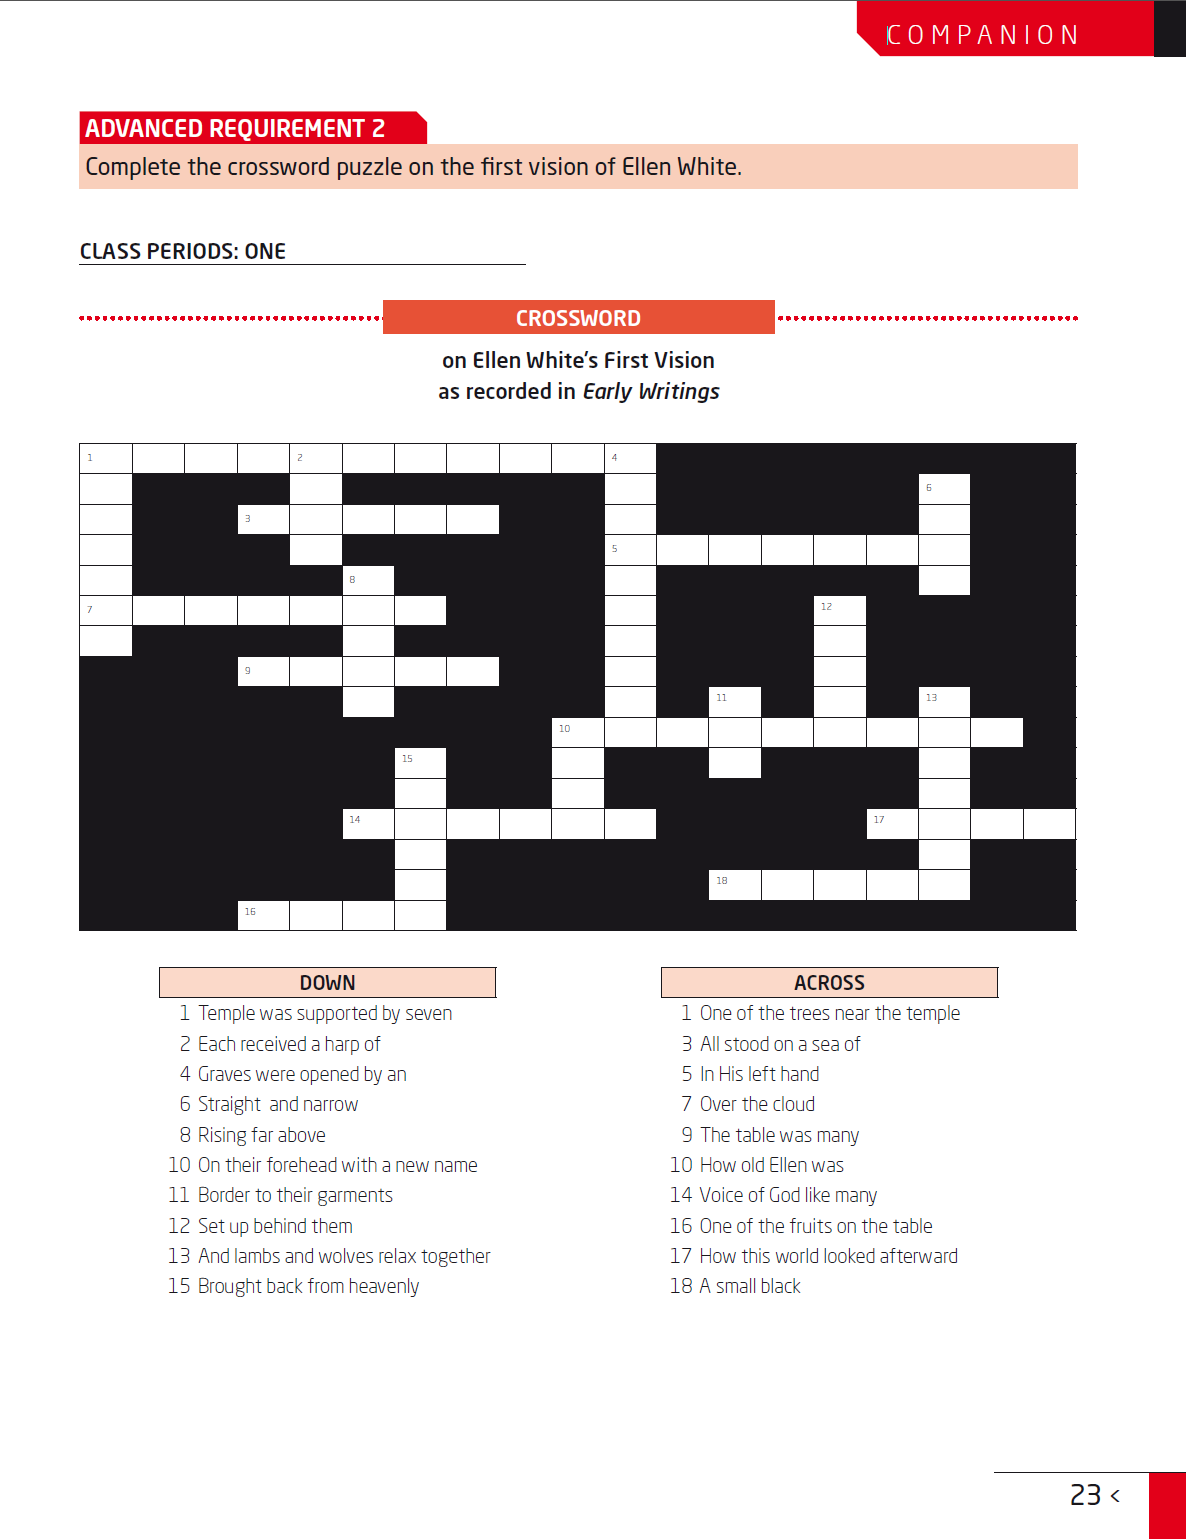 COMPANION
ADVANCED REQUIREMENT 2
Complete the crossword puzzle on the first vision of Ellen White.
CLASS PERIODS: ONE
CROSSWORD
on Ellen White’s First Vision
as recorded in Early Writings
1 2 4
6
3
5
8
7 12
9
11 13
10
15
14 17
18
16
DOWN
1 Temple was supported by seven
2 Each received a harp of
4 Graves were opened by an
6 Straight and narrow
8 Rising far above
10 On their forehead with a new name
11 Border to their garments
12 Set up behind them
13 And lambs and wolves relax together
15 Brought back from heavenly
ACROSS
1 One of the trees near the temple
3 All stood on a sea of
5 In His left hand
7 Over the cloud
9 The table was many
10 How old Ellen was
14 Voice of God like many
16 One of the fruits on the table
17 How this world looked afterward
18 A small black
23 <